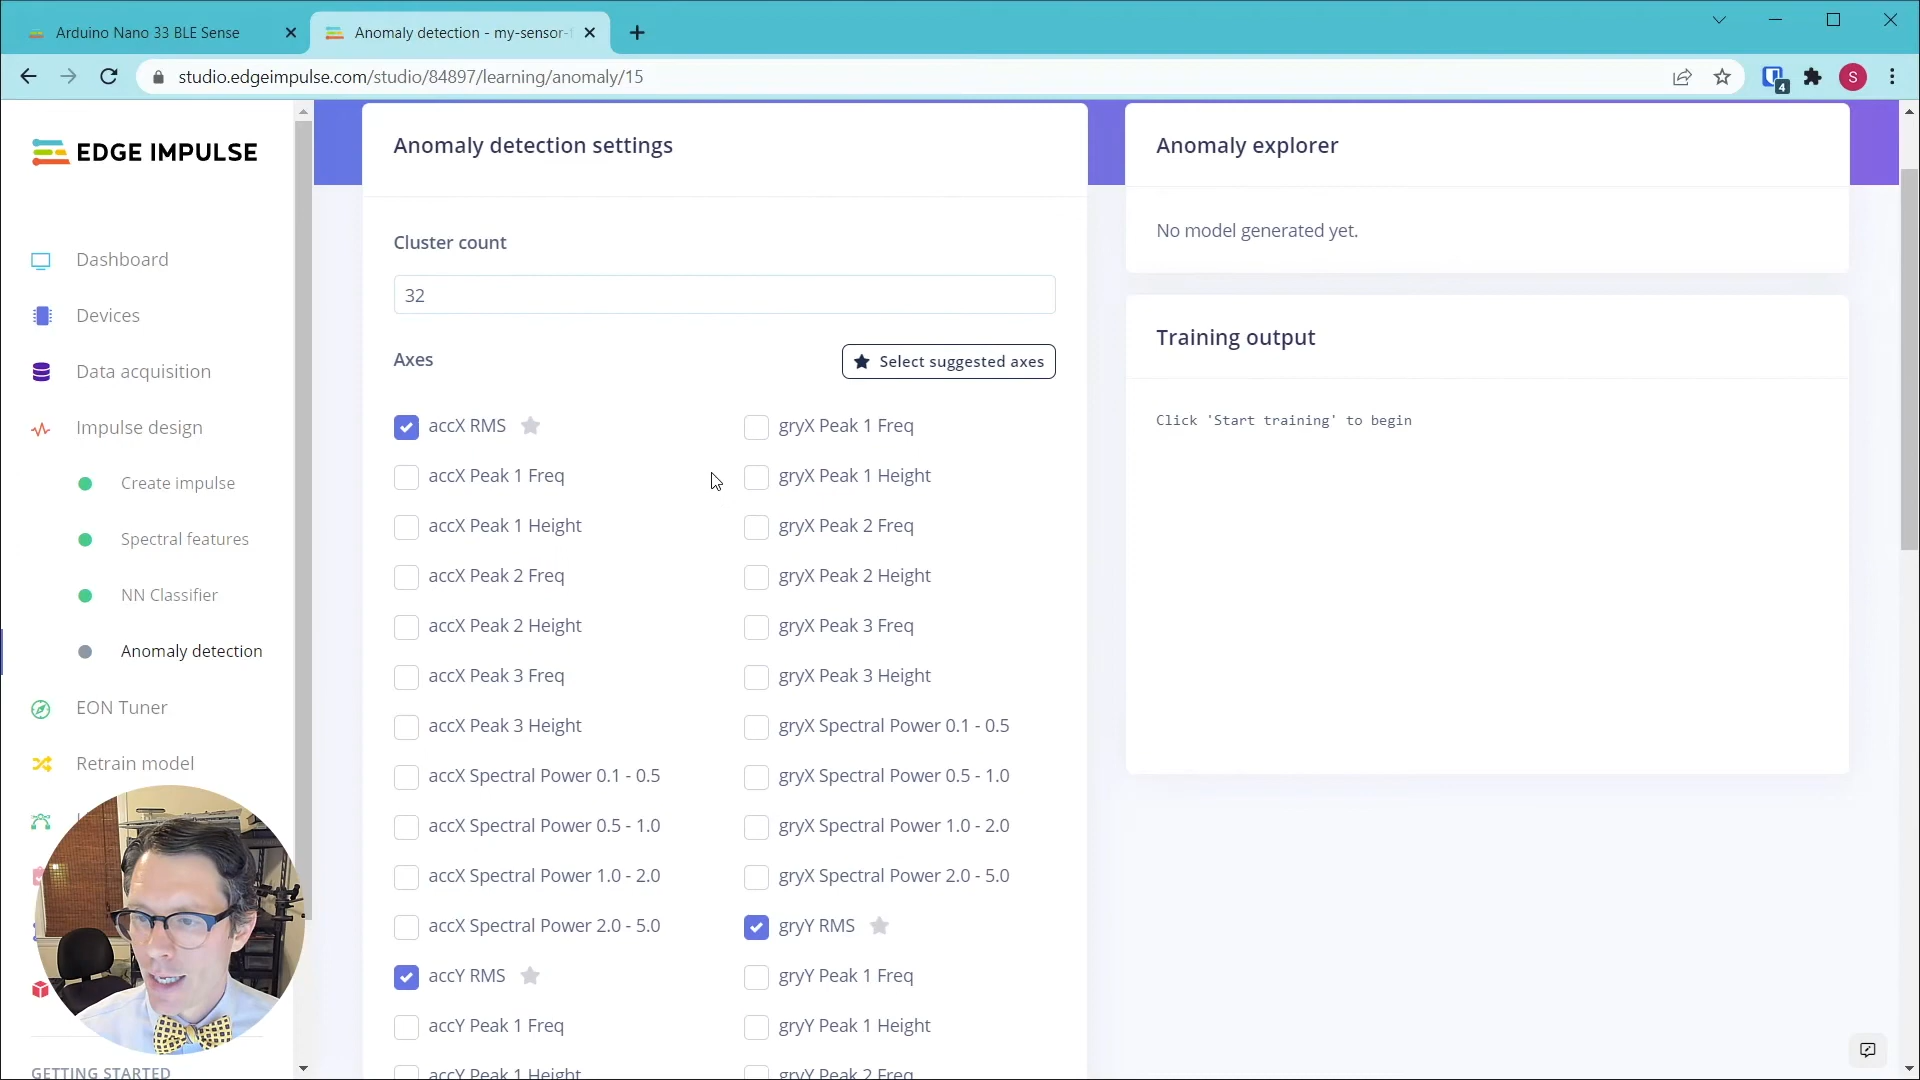 Arduino Nano 33 BLE Sense
Anomaly detection - my-sensor-
studio.edgeimpulse.com/studio/84897/learning/anomaly/15
S
4
EDGE IMPULSE
Dashboard
Devices
Data acquisition
Impulse design
Create impulse
Spectral features
NN Classifier
Anomaly detection
EON Tuner
Retrain model
GETTING STARTED
Anomaly detection settings
Cluster count
32
Axes
Select suggested axes
accX RMS
accX Peak 1 Freq
accX Peak 1 Height
accX Peak 2 Freq
accX Peak 2 Height
accX Peak 3 Freq
accX Peak 3 Height
accX Spectral Power 0.1 - 0.5
accX Spectral Power 0.5 - 1.0
accX Spectral Power 1.0 - 2.0
accX Spectral Power 2.0 - 5.0
accY RMS
accY Peak 1 Freq
accY Peak 1 Height
gryX Peak 1 Freq
gryX Peak 1 Height
gryX Peak 2 Freq
gryX Peak 2 Height
gryX Peak 3 Freq
gryX Peak 3 Height
gryX Spectral Power 0.1 - 0.5
gryX Spectral Power 0.5 - 1.0
gryX Spectral Power 1.0 - 2.0
gryX Spectral Power 2.0 - 5.0
gryY RMS
gryY Peak 1 Freq
gryY Peak 1 Height
gryY Peak 2 Freq
Anomaly explorer
No model generated yet.
Training output
Click 'Start training' to begin